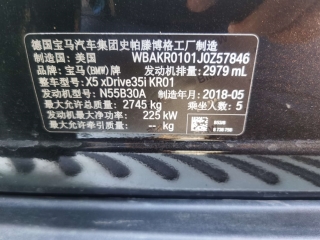 德国宝马汽车集团史帕滕博格工厂制造
制造国: 美国 WBAKR0101J0Z57846
品牌: 宝马(BMW)牌 发动机排量: 2979 mL
整车型号: X5 xDrive35i KR01
发动机型号: N55B30A 制造年月: 2018-05
最大允许总质量: 2745 kg 乘坐人数: 5
发动机最大净功率: 225 kW
最大允许牵引质量: -- kg